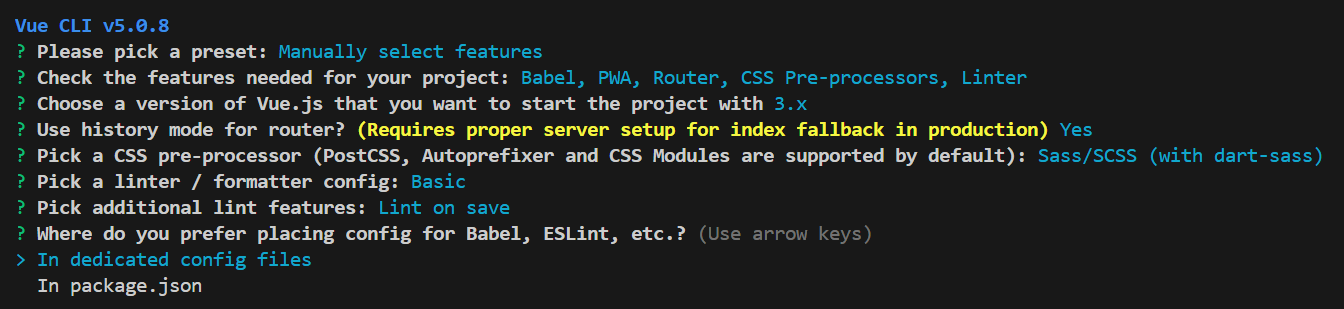 Vue CLI v5.0.8
? Please pick a preset: Manually select features
? Check the features needed for your project: Babel, PWA, Router, CSS Pre-processors, Linter
? Choose a version of Vue.js that you want to start the project with 3.x
? Use history mode for router? (Requires proper server setup for index fallback in production) Yes
? Pick a CSS pre-processor (PostCSS, Autoprefixer and CSS Modules are supported by default): Sass/SCSS (with dart-sass)
? Pick a linter / formatter config: Basic
? Pick additional lint features: Lint on save
? Where do you prefer placing config for Babel, ESLint, etc.? (Use arrow keys)
> In dedicated config files
  In package.json